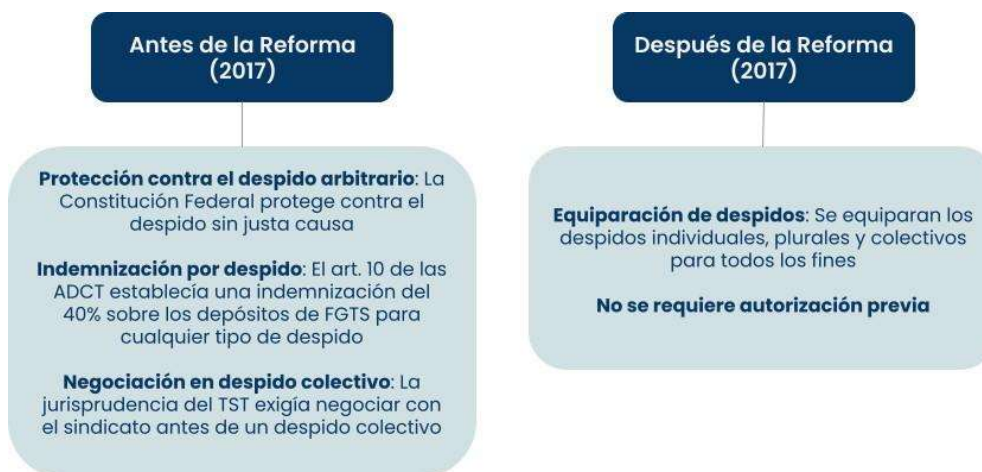 Antes de la Reforma
(2017)
Protección contra el despido arbitrario: La
Constitución Federal protege contra el
despido sin justa causa
Indemnización por despido: El art. 10 de las
ADCT establecía una indemnización del
40% sobre los depósitos de FGTS para
cualquier tipo de despido
Negociación en despido colectivo: La
jurisprudencia del TST exigía negociar con
el sindicato antes de un despido colectivo
Después de la Reforma
(2017)
Equiparación de despidos: Se equiparan los
despidos individuales, plurales y colectivos
para todos los fines
No se requiere autorización previa